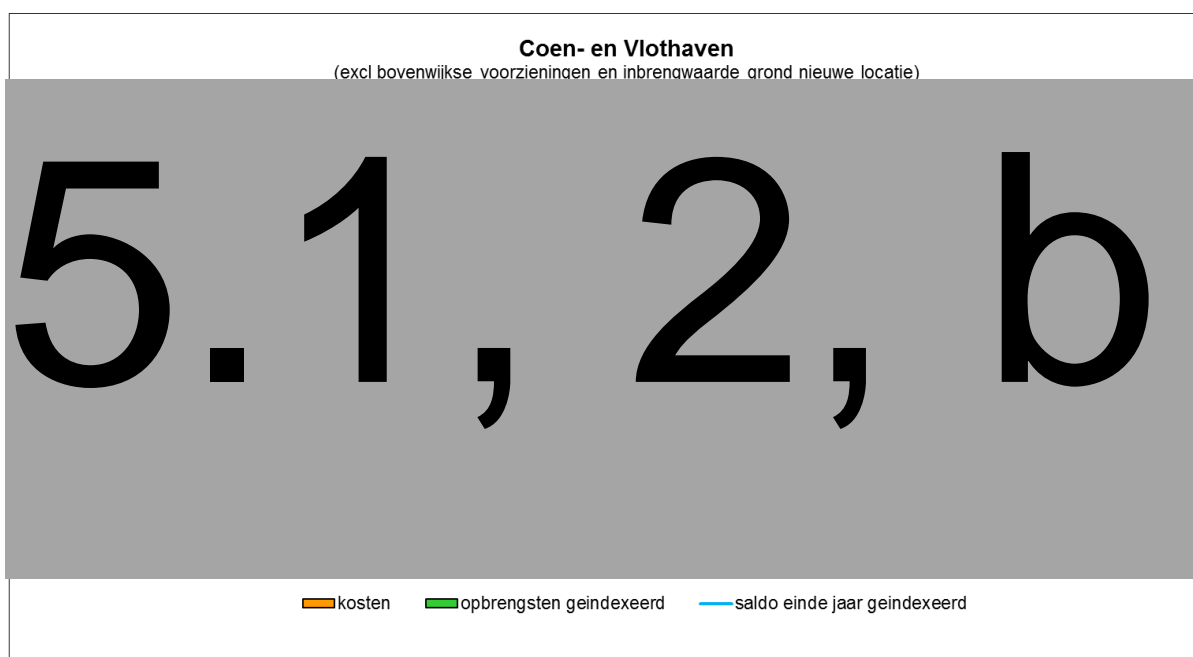 Coen- en Vlothaven
(excl bovenwijkse voorzieningen en inbrengwaarde grond nieuwe locatie)
5.1, 2, b
kosten opbrengsten geindexeerd saldo einde jaar geindexeerd